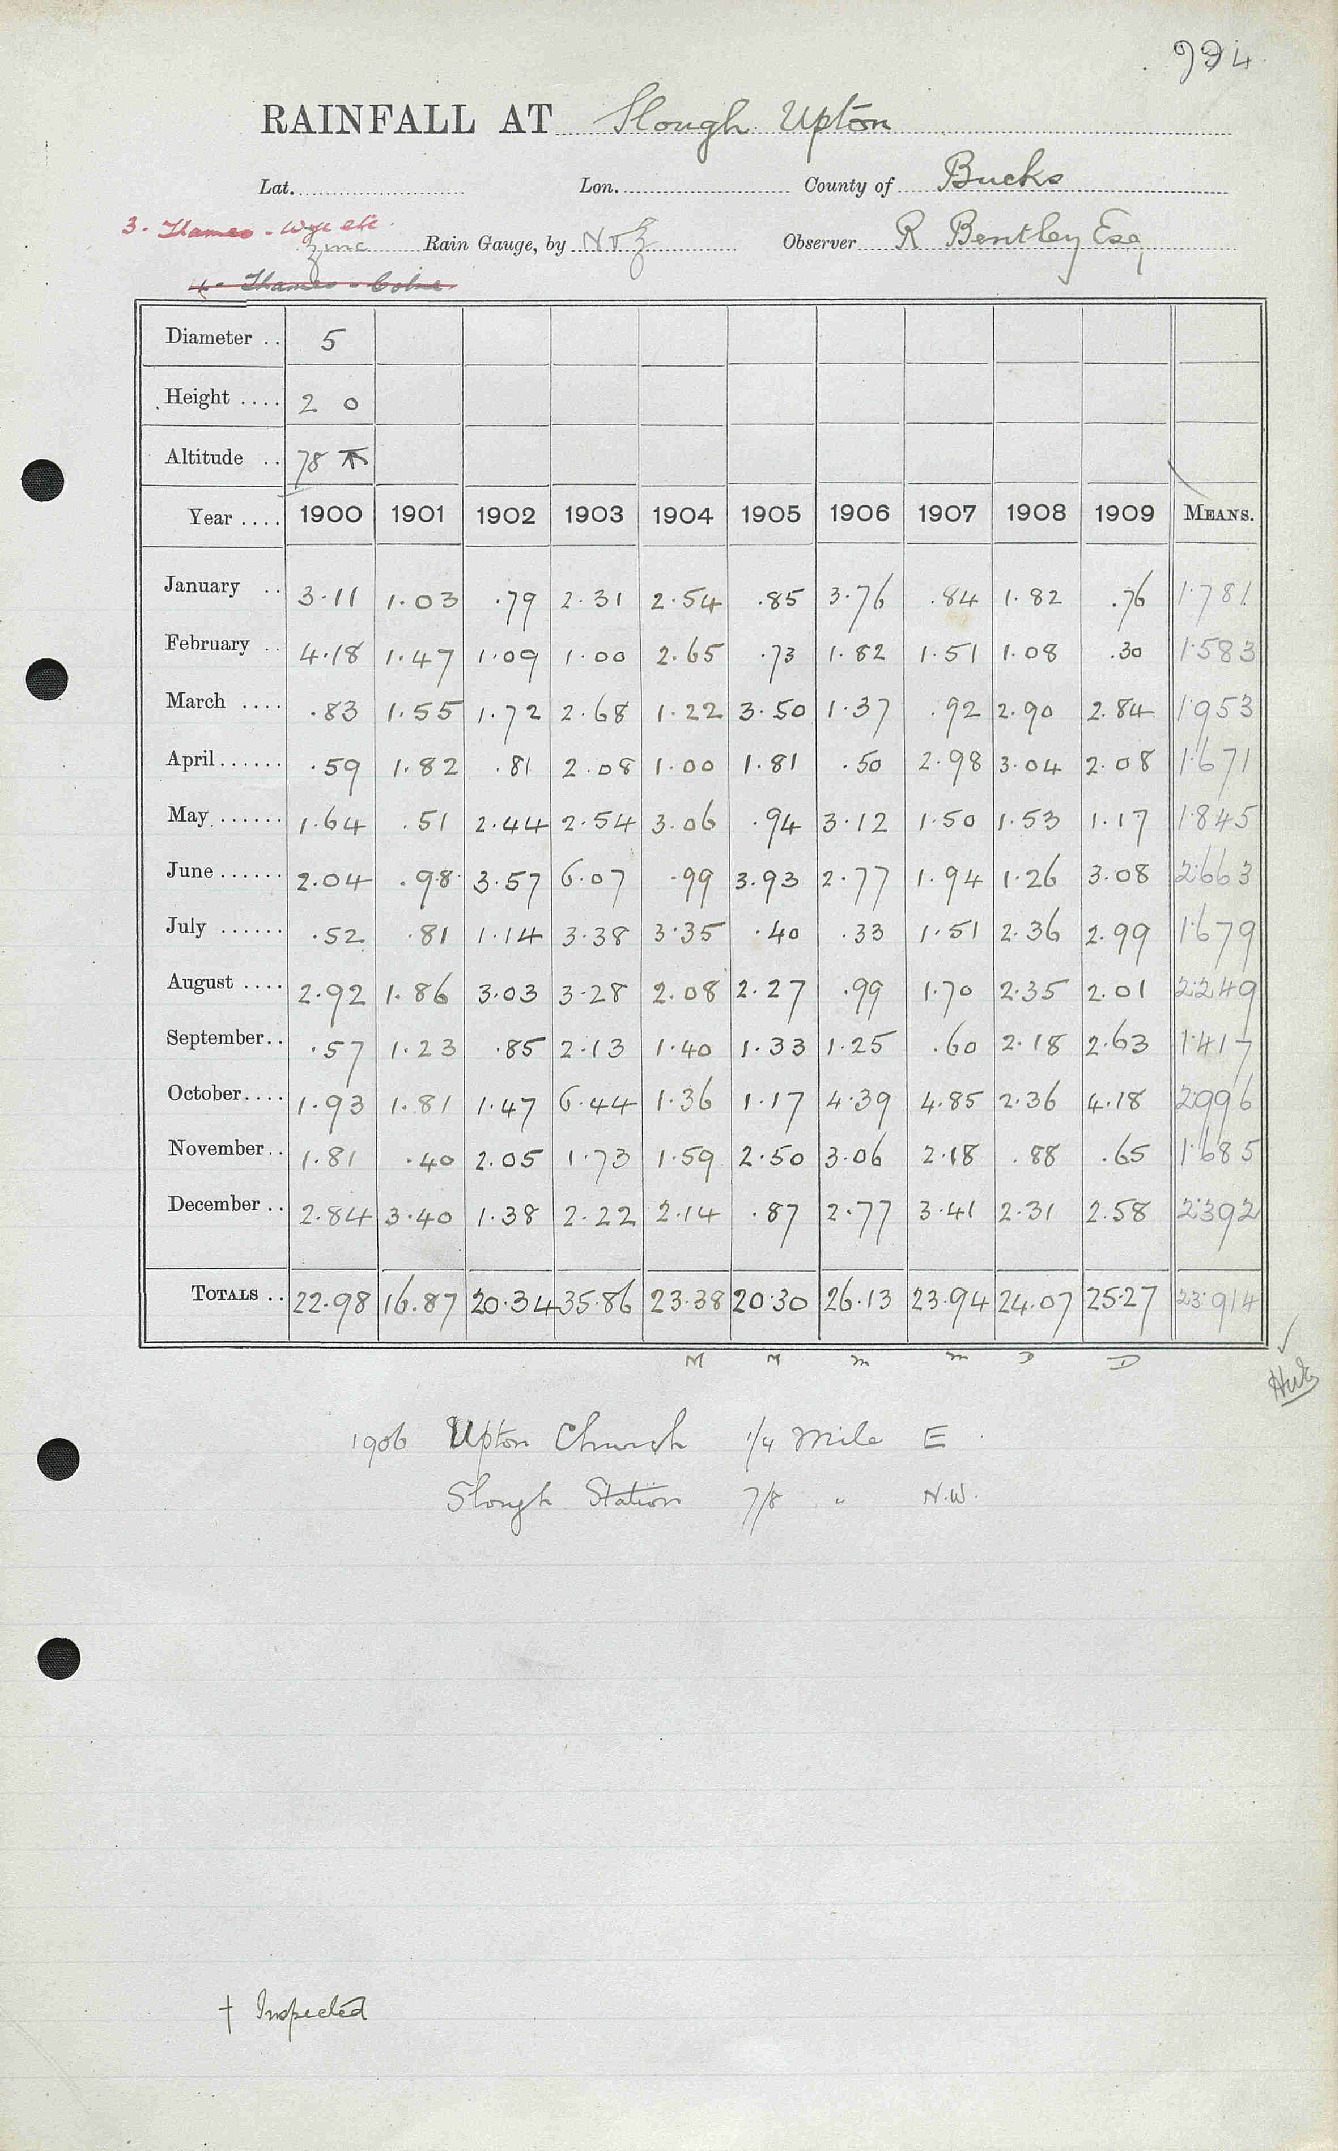 994
RAINFALL AT Slough Upton
Lat. Lon. County of Bucks
3. Thames - Wye etc
zinc Rain Gauge, by N & Z Observer R Bentley Esq
4 - Thames - Colne
Diameter .. 5
Height .... 2 0
Altitude .. 78
Year .... 1900 1901 1902 1903 1904 1905 1906 1907 1908 1909 MEANS.
January .. 3.11 1.03 .79 2.31 2.54 .85 3.76 .84 1.82 .76 1.781
February .. 4.18 1.47 1.09 1.00 2.65 .73 1.82 1.51 1.08 .30 1.583
March .... .83 1.55 1.72 2.68 1.22 3.50 1.37 .92 2.90 2.84 1.953
April ...... .59 1.82 .81 2.08 1.00 1.81 .50 2.98 3.04 2.08 1.671
May ...... 1.64 .51 2.44 2.54 3.06 .94 3.12 1.50 1.53 1.17 1.845
June ...... 2.04 .98 3.57 6.07 .99 3.93 2.77 1.94 1.26 3.08 2.663
July ...... .52 .81 1.14 3.38 3.35 .40 .33 1.51 2.36 2.99 1.679
August .... 2.92 1.86 3.03 3.28 2.08 2.27 .99 1.70 2.35 2.01 2.249
September.. .57 1.23 .85 2.13 1.40 1.33 1.25 .60 2.18 2.63 1.417
October.... 1.93 1.81 1.47 6.44 1.36 1.17 4.39 4.85 2.36 4.18 2.996
November.. 1.81 .40 2.05 1.73 1.59 2.50 3.06 2.18 .88 .65 1.685
December .. 2.84 3.40 1.38 2.22 2.14 .87 2.77 3.41 2.31 2.58 2.392
TOTALS .. 22.98 16.87 20.34 35.86 23.38 20.30 26.13 23.94 24.07 25.27 23.914
M M m m D D
1906 Upton Church 1/4 Mile E
Slough Station 7/8 " N.W.
† Inspected